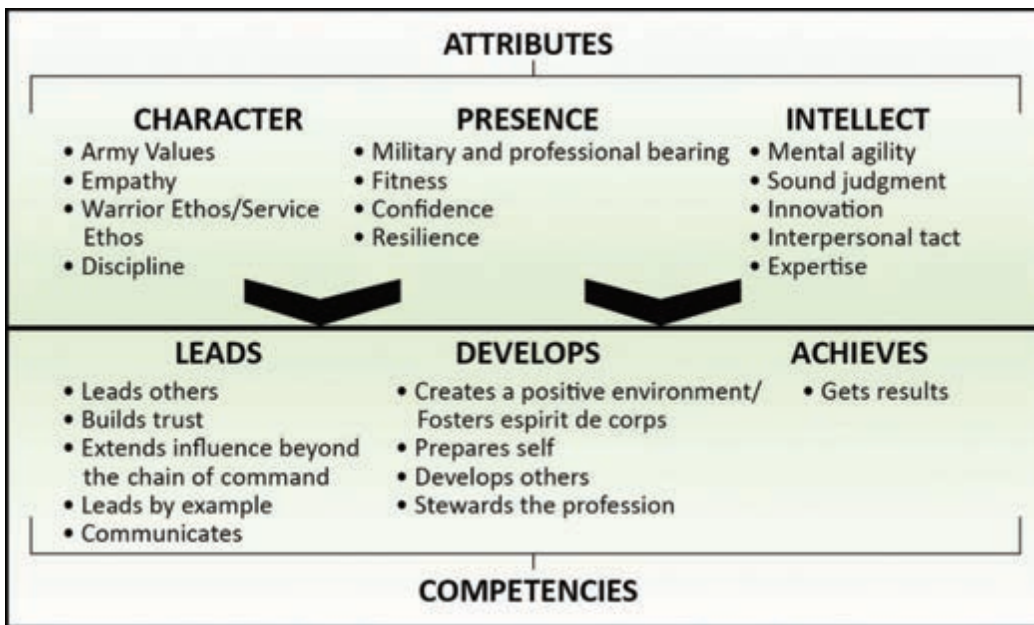 ATTRIBUTES
CHARACTER
• Army Values
• Empathy
• Warrior Ethos/Service
Ethos
• Discipline
PRESENCE
• Military and professional bearing
• Fitness
• Confidence
• Resilience
INTELLECT
• Mental agility
• Sound judgment
• Innovation
• Interpersonal tact
• Expertise
LEADS
• Leads others
• Builds trust
• Extends influence beyond
the chain of command
• Leads by example
• Communicates
DEVELOPS
• Creates a positive environment/
Fosters espirit de corps
• Prepares self
• Develops others
• Stewards the profession
ACHIEVES
• Gets results
COMPETENCIES